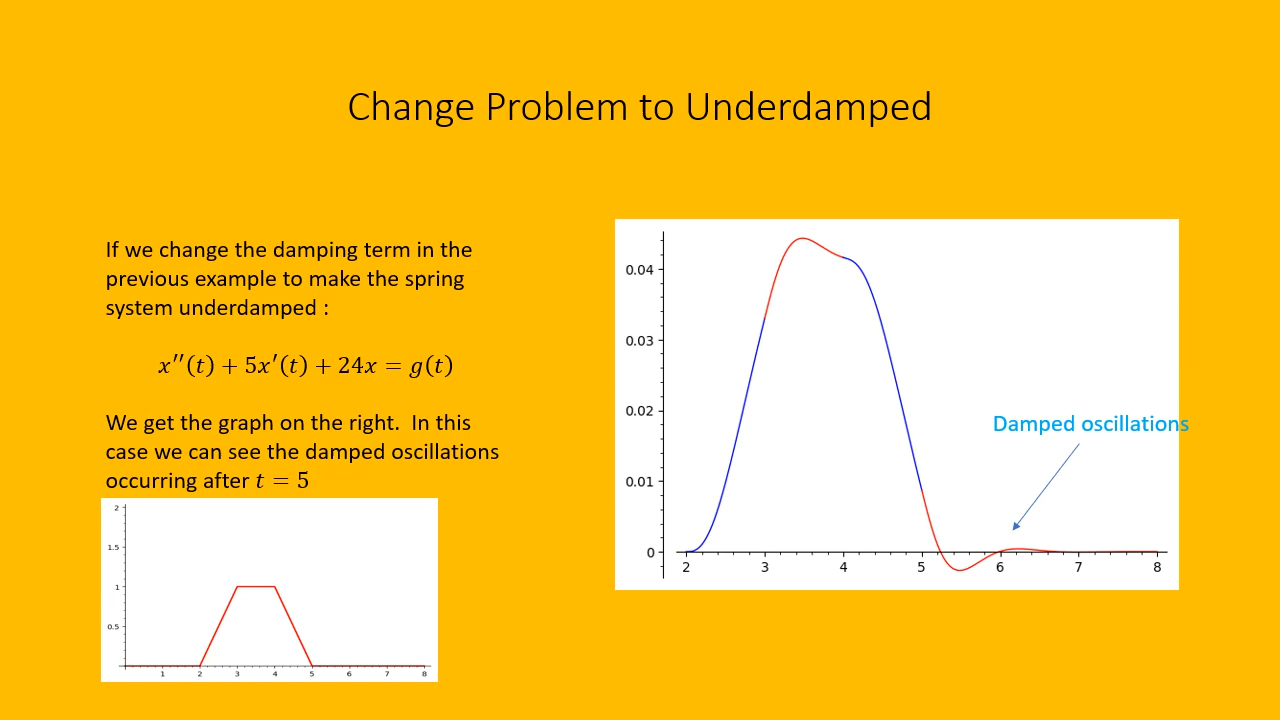 Change Problem to Underdamped
If we change the damping term in the
previous example to make the spring
system underdamped :
x′′(t) + 5x′(t) + 24x = g(t)
We get the graph on the right.  In this
case we can see the damped oscillations
occurring after t = 5
2
1.5
1
0.5
1 2 3 4 5 6 7 8
0.04
0.03
0.02
0.01
0
2 3 4 5 6 7 8
Damped oscillations